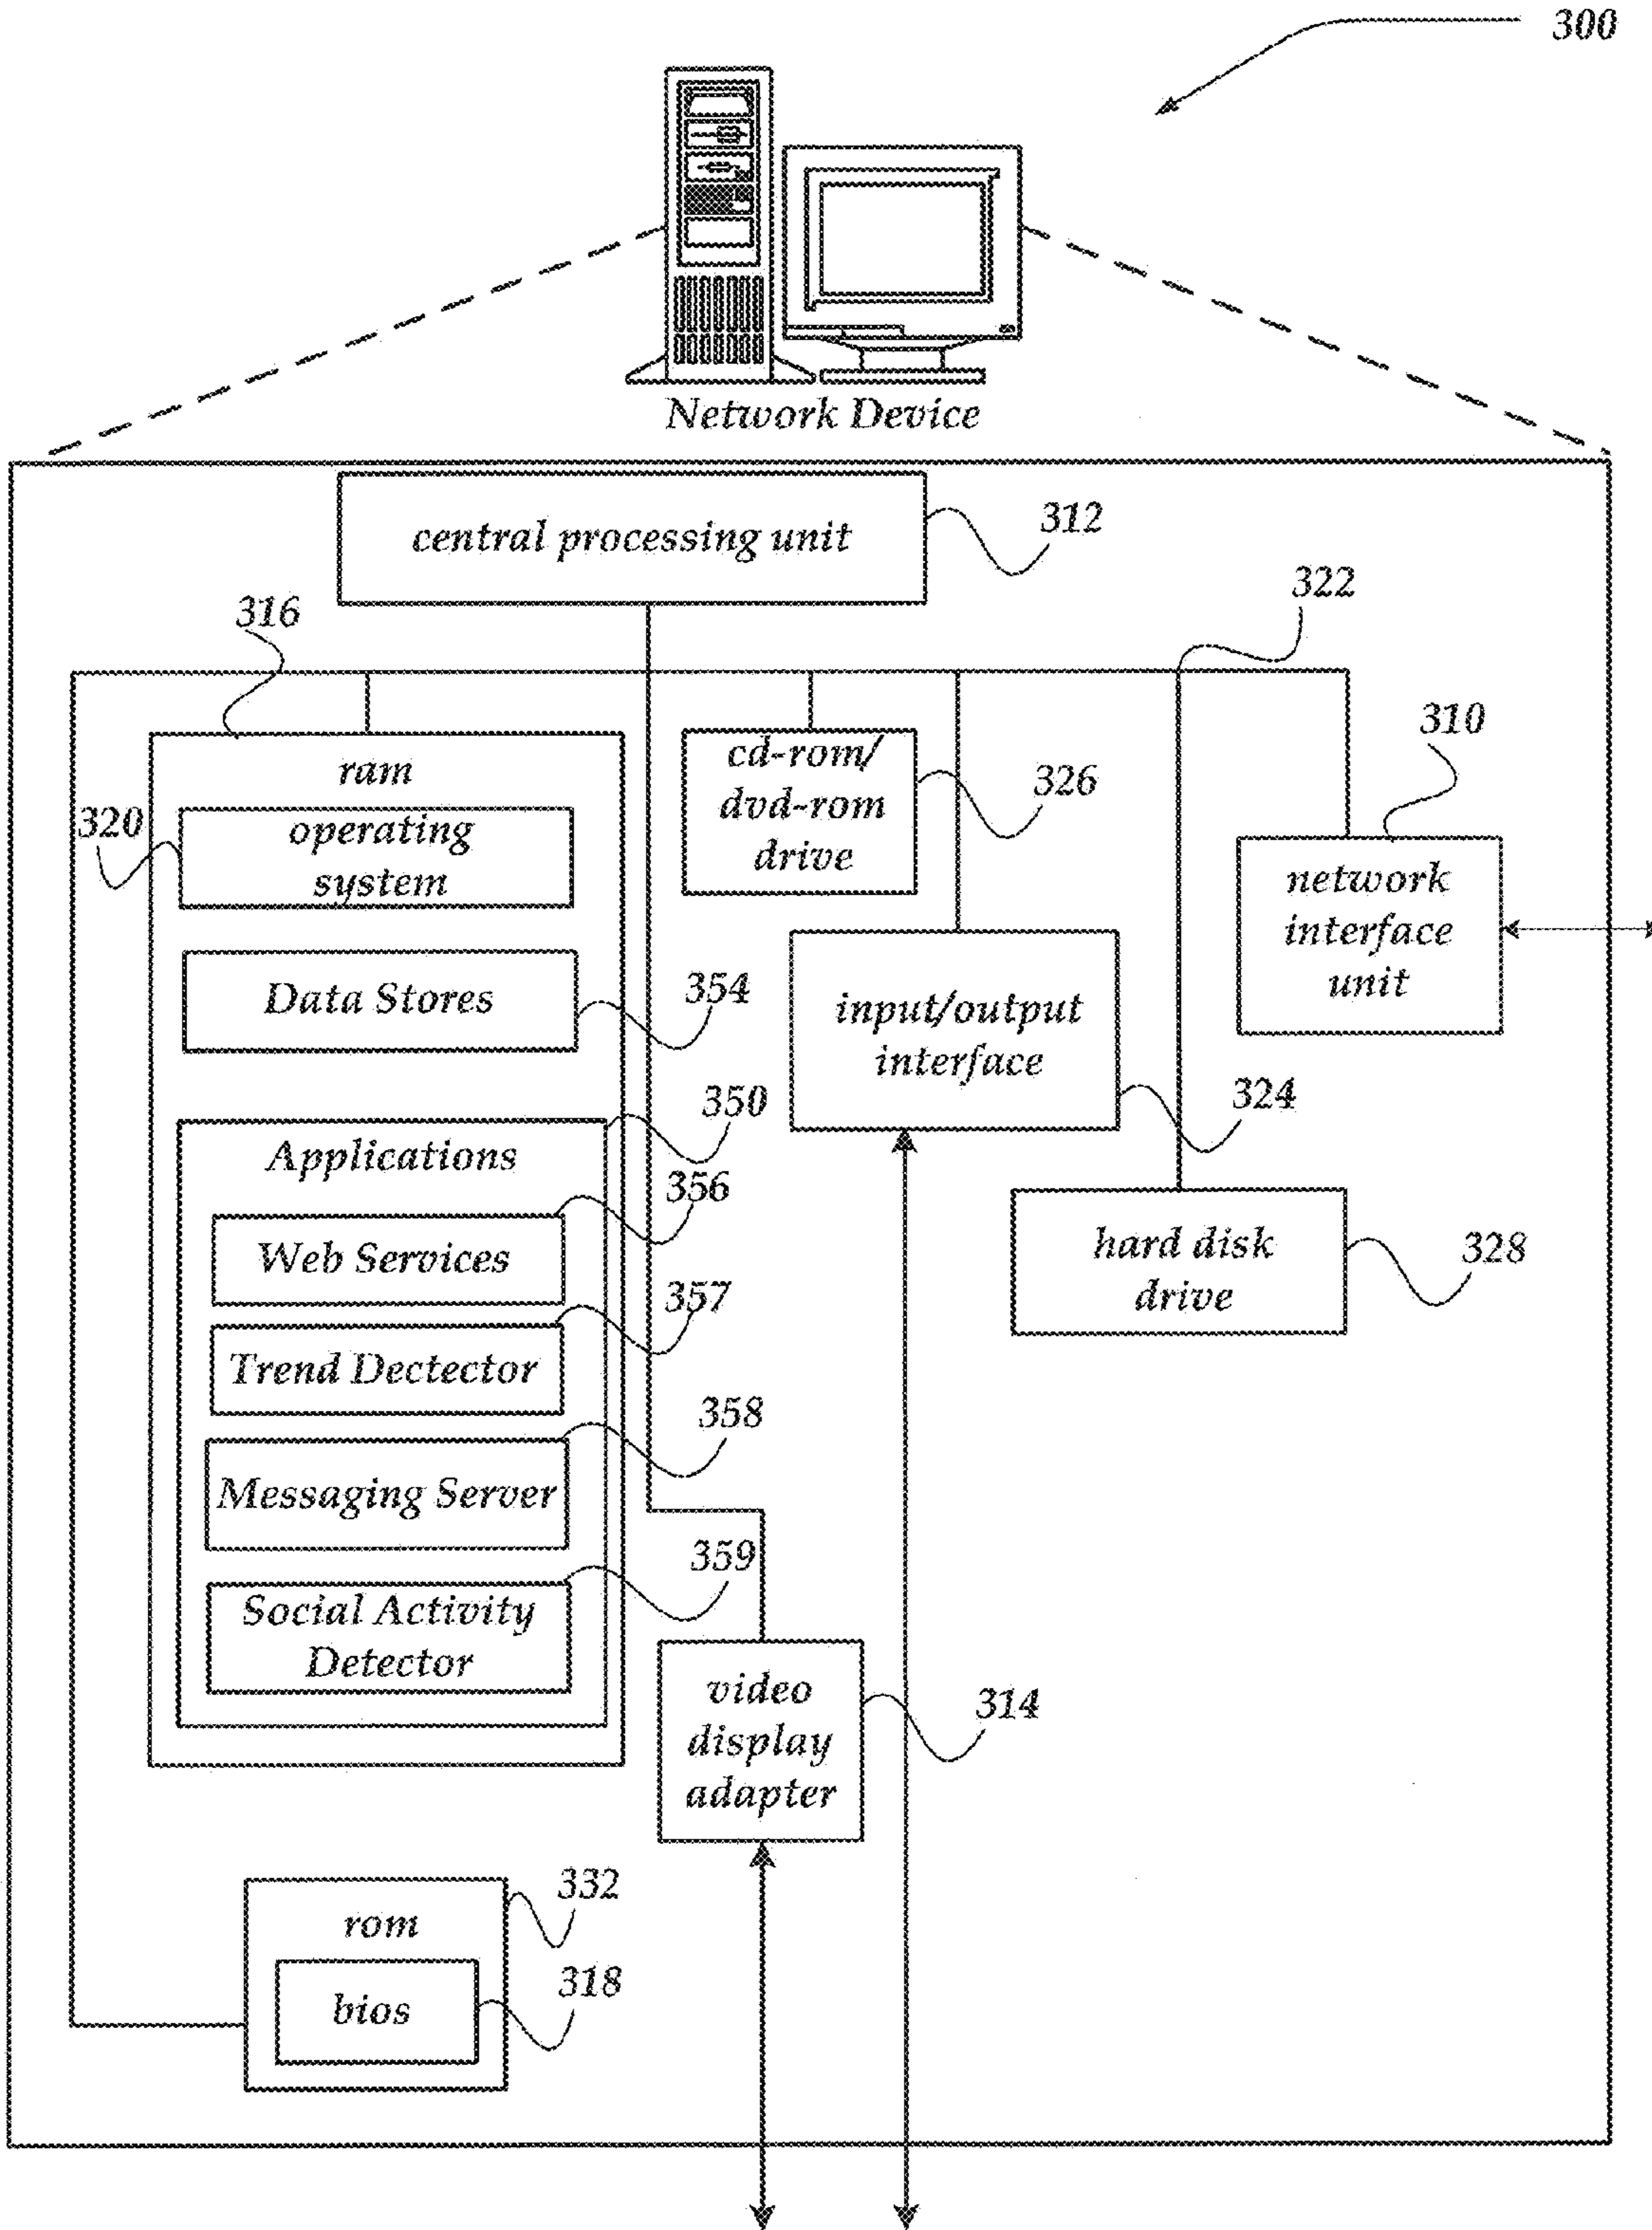 300
Network Device
central processing unit
312
322
316
310
ram
cd-rom/
dvd-rom
drive
326
320
operating
system
network
interface
unit
Data Stores
354
input/output
interface
324
350
Applications
356
Web Services
hard disk
drive
328
357
Trend Dectector
358
Messaging Server
359
Social Activity
Detector
video
display
adapter
314
332
rom
318
bios